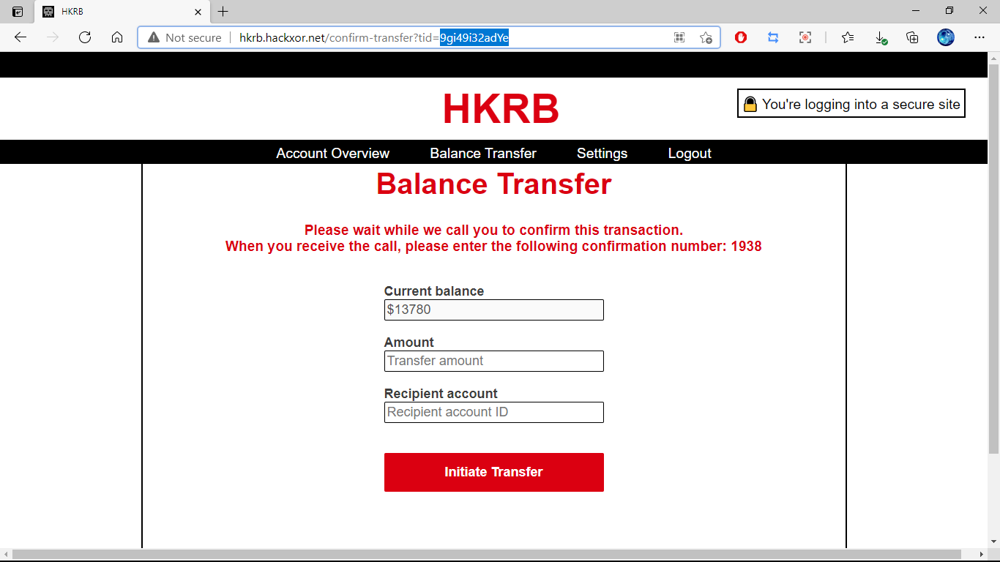 HKRB
Not secure hkrb.hackxor.net/confirm-transfer?tid=9gi49i32adYe
HKRB
You're logging into a secure site
Account Overview Balance Transfer Settings Logout
Balance Transfer
Please wait while we call you to confirm this transaction.
When you receive the call, please enter the following confirmation number: 1938
Current balance
$13780
Amount
Transfer amount
Recipient account
Recipient account ID
Initiate Transfer